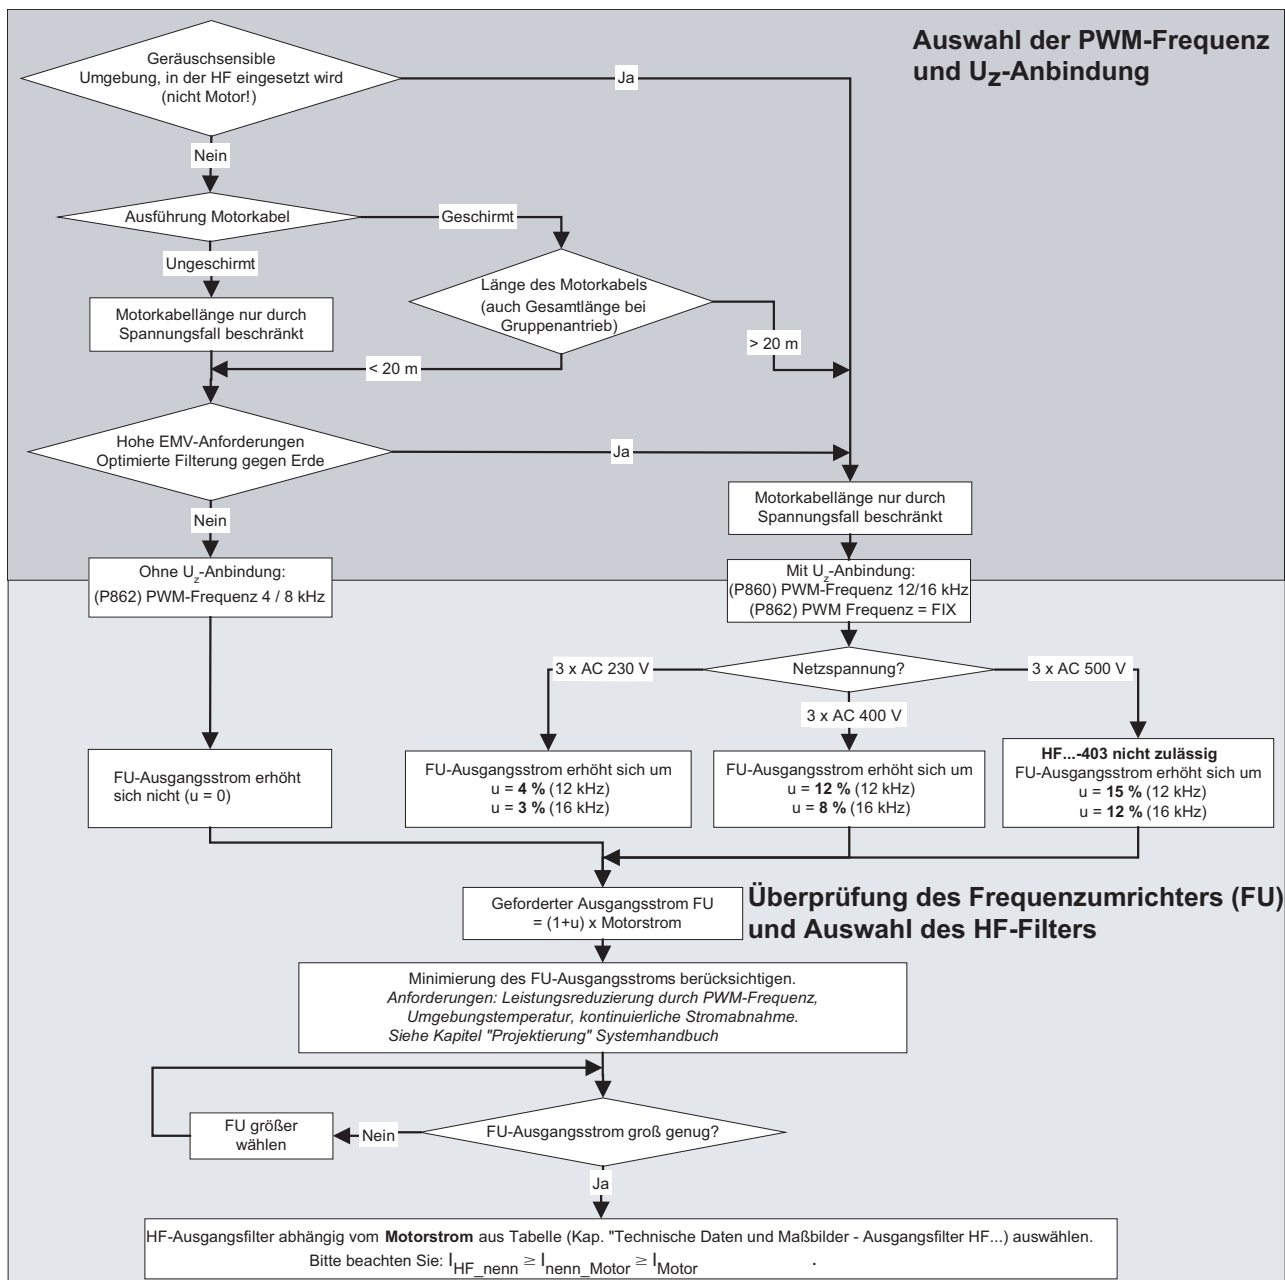 Auswahl der PWM-Frequenz
und Uz-Anbindung
Geräuschsensible
Umgebung, in der HF eingesetzt wird
(nicht Motor!)
Ja
Nein
Ausführung Motorkabel
Geschirmt
Ungeschirmt
Länge des Motorkabels
(auch Gesamtlänge bei
Gruppenantrieb)
Motorkabellänge nur durch
Spannungsfall beschränkt
> 20 m
< 20 m
Hohe EMV-Anforderungen
Optimierte Filterung gegen Erde
Ja
Nein
Motorkabellänge nur durch
Spannungsfall beschränkt
Ohne Uz-Anbindung:
(P862) PWM-Frequenz 4 / 8 kHz
Mit Uz-Anbindung:
(P860) PWM-Frequenz 12/16 kHz
(P862) PWM Frequenz = FIX
3 x AC 230 V
Netzspannung?
3 x AC 500 V
3 x AC 400 V
FU-Ausgangsstrom erhöht
sich nicht (u = 0)
FU-Ausgangsstrom erhöht sich um
u = 4 % (12 kHz)
u = 3 % (16 kHz)
FU-Ausgangsstrom erhöht sich um
u = 12 % (12 kHz)
u = 8 % (16 kHz)
HF...-403 nicht zulässig
FU-Ausgangsstrom erhöht sich um
u = 15 % (12 kHz)
u = 12 % (16 kHz)
Überprüfung des Frequenzumrichters (FU)
und Auswahl des HF-Filters
Geforderter Ausgangsstrom FU
= (1+u) x Motorstrom
Minimierung des FU-Ausgangsstroms berücksichtigen.
Anforderungen: Leistungsreduzierung durch PWM-Frequenz,
Umgebungstemperatur, kontinuierliche Stromabnahme.
Siehe Kapitel "Projektierung" Systemhandbuch
FU größer
wählen
Nein
FU-Ausgangsstrom groß genug?
Ja
HF-Ausgangsfilter abhängig vom Motorstrom aus Tabelle (Kap. "Technische Daten und Maßbilder - Ausgangsfilter HF...) auswählen.
Bitte beachten Sie: I HF_nenn ≥ I nenn_Motor ≥ I Motor .